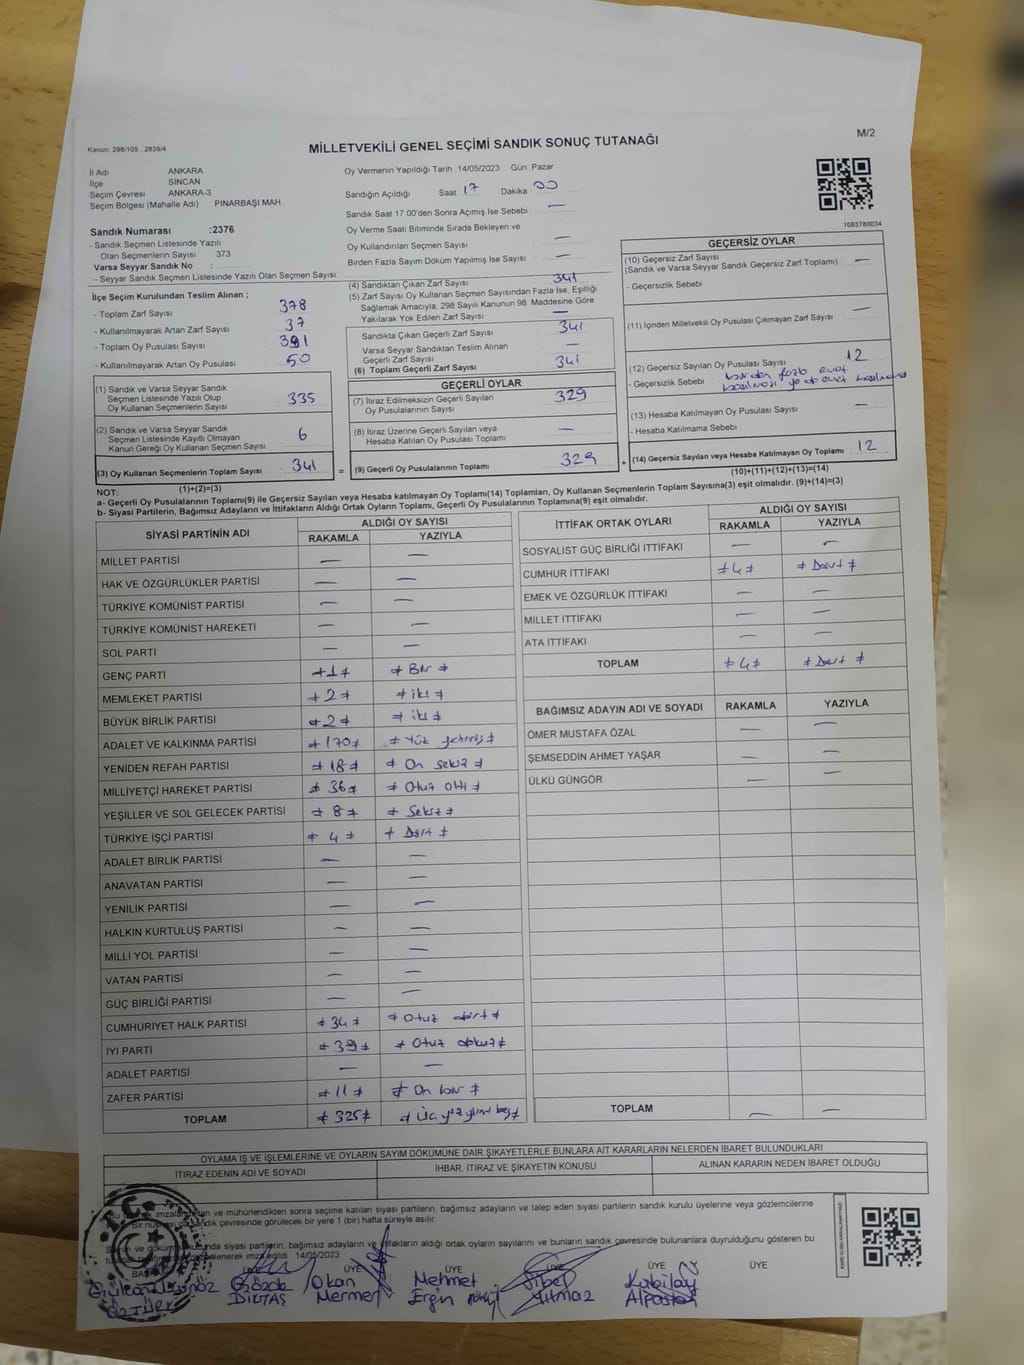 Kanun: 298/105 , 2839/4
M/2
MİLLETVEKİLİ GENEL SEÇİMİ SANDIK SONUÇ TUTANAĞI
İl Adı ANKARA
İlçe SİNCAN
Seçim Çevresi ANKARA-3
Seçim Bölgesi (Mahalle Adı) : PINARBAŞI MAH
Sandık Numarası :2376
- Sandık Seçmen Listesinde Yazılı
Olan Seçmenlerin Sayısı : 373
Varsa Seyyar Sandık No :
- Seyyar Sandık Seçmen Listesinde Yazılı Olan Seçmen Sayısı :
Oy Vermenin Yapıldığı Tarih :14/05/2023 Gün: Pazar
Sandığın Açıldığı Saat 17 Dakika 00
Sandık Saat 17:00'den Sonra Açımış İse Sebebi : —
Oy Verme Saati Bitiminde Sırada Bekleyen ve
Oy Kullandırılan Seçmen Sayısı —
Birden Fazla Sayım Döküm Yapılmış İse Sayısı : —
1083780034
İlçe Seçim Kurulundan Teslim Alınan ;
- Toplam Zarf Sayısı 378
- Kullanılmayarak Artan Zarf Sayısı 37
- Toplam Oy Pusulası Sayısı 391
- Kullanılmayarak Artan Oy Pusulası 50
(1) Sandık ve Varsa Seyyar Sandık
Seçmen Listesinde Yazılı Olup
Oy Kullanan Seçmenlerin Sayısı 335
(2) Sandık ve Varsa Seyyar Sandık
Seçmen Listesinde Kayıtlı Olmayan
Kanun Gereği Oy Kullanan Seçmen Sayısı 6
(3) Oy Kullanan Seçmenlerin Toplam Sayısı 341
(1)+(2)=(3)
(4) Sandıktan Çıkan Zarf Sayısı 341
(5) Zarf Sayısı Oy Kullanan Seçmen Sayısından Fazla İse, Eşitliği
Sağlamak Amacıyla; 298 Sayılı Kanunun 98. Maddesine Göre
Yakılarak Yok Edilen Zarf Sayısı —
Sandıkta Çıkan Geçerli Zarf Sayısı 341
Varsa Seyyar Sandıktan Teslim Alınan
Geçerli Zarf Sayısı —
(6) Toplam Geçerli Zarf Sayısı 341
GEÇERLİ OYLAR
(7) İtiraz Edilmeksizin Geçerli Sayılan
Oy Pusulalarının Sayısı 329
(8) İtiraz Üzerine Geçerli Sayılan veya
Hesaba Katılan Oy Pusulası Toplamı —
= (9) Geçerli Oy Pusulalarının Toplamı 329
GEÇERSİZ OYLAR
(10) Geçersiz Zarf Sayısı —
(Sandık ve Varsa Seyyar Sandık Geçersiz Zarf Toplamı)
- Geçersizlik Sebebi
(11) İçinden Milletvekili Oy Pusulası Çıkmayan Zarf Sayısı —
(12) Geçersiz Sayılan Oy Pusulası Sayısı 12
- Geçersizlik Sebebi birden fazla evet
basılması ya da evet basılmaması
(13) Hesaba Katılmayan Oy Pusulası Sayısı —
- Hesaba Katılmama Sebebi
+ (14) Geçersiz Sayılan veya Hesaba Katılmayan Oy Toplamı 12
(10)+(11)+(12)+(13)=(14)
NOT:
a- Geçerli Oy Pusulaları Toplamı(9) ile Geçersiz Sayılan veya Hesaba katılmayan Oy Toplamı(14) Toplamları, Oy Kullanan Seçmenlerin Toplam Sayısına(3) eşit olmalıdır. (9)+(14)=(3)
b- Siyasi Partilerin, Bağımsız Adayların ve İttifakların Aldığı Ortak Oyların Toplamı, Geçerli Oy Pusulalarının Toplamına(9) eşit olmalıdır.
SİYASİ PARTİNİN ADI ALDIĞI OY SAYISI
RAKAMLA YAZIYLA
MİLLET PARTİSİ — —
HAK VE ÖZGÜRLÜKLER PARTİSİ — —
TÜRKİYE KOMÜNİST PARTİSİ — —
TÜRKİYE KOMÜNİST HAREKETİ — —
SOL PARTİ — —
GENÇ PARTİ ≠1≠ ≠ Bir ≠
MEMLEKET PARTİSİ ≠2≠ ≠ iki ≠
BÜYÜK BİRLİK PARTİSİ ≠2≠ ≠ iki ≠
ADALET VE KALKINMA PARTİSİ ≠170≠ ≠ Yüz yetmiş ≠
YENİDEN REFAH PARTİSİ ≠18≠ ≠ On sekiz ≠
MİLLİYETÇİ HAREKET PARTİSİ ≠36≠ ≠ Otuz altı ≠
YEŞİLLER VE SOL GELECEK PARTİSİ ≠8≠ ≠ Sekiz ≠
TÜRKİYE İŞÇİ PARTİSİ ≠4≠ ≠ Dört ≠
ADALET BİRLİK PARTİSİ — —
ANAVATAN PARTİSİ — —
YENİLİK PARTİSİ — —
HALKIN KURTULUŞ PARTİSİ — —
MİLLİ YOL PARTİSİ — —
VATAN PARTİSİ — —
GÜÇ BİRLİĞİ PARTİSİ — —
CUMHURİYET HALK PARTİSİ ≠34≠ ≠ Otuz dört ≠
İYİ PARTİ ≠39≠ ≠ Otuz dokuz ≠
ADALET PARTİSİ — —
ZAFER PARTİSİ ≠11≠ ≠ On bir ≠
TOPLAM ≠325≠ ≠ Üç yüz yirmi beş ≠
İTTİFAK ORTAK OYLARI ALDIĞI OY SAYISI
RAKAMLA YAZIYLA
SOSYALİST GÜÇ BİRLİĞİ İTTİFAKI — —
CUMHUR İTTİFAKI ≠4≠ ≠ Dört ≠
EMEK VE ÖZGÜRLÜK İTTİFAKI — —
MİLLET İTTİFAKI — —
ATA İTTİFAKI — —
TOPLAM ≠4≠ ≠ Dört ≠
BAĞIMSIZ ADAYIN ADI VE SOYADI RAKAMLA YAZIYLA
ÖMER MUSTAFA ÖZAL — —
ŞEMSEDDİN AHMET YAŞAR — —
ÜLKÜ GÜNGÖR — —
TOPLAM — —
OYLAMA İŞ VE İŞLEMLERİNE VE OYLARIN SAYIM DÖKÜMÜNE DAİR ŞİKAYETLERLE BUNLARA AİT KARARLARIN NELERDEN İBARET BULUNDUKLARI
İTİRAZ EDENİN ADI VE SOYADI İHBAR, İTİRAZ VE ŞİKAYETİN KONUSU ALINAN KARARIN NEDEN İBARET OLDUĞU
Bu ve mühürlendikten sonra seçime katılan siyasi partilerin, bağımsız adayların ve talep eden siyasi partilerin sandık kurulu üyelerine veya gözlemcilerine
Bir sandık çevresinde görülecek bir yere 1 (bir) hafta süreyle asılır.
siyasi partilerin, bağımsız adayların ve ittifakların aldığı ortak oyların sayılarını ve bunların sandık çevresinde bulunanlara duyrulduğunu gösteren bu
imza edildi 14/05/2023
ÜYE ÜYE ÜYE ÜYE ÜYE
Gözde Okan Mehmet Sibel Kubilay
Öztürk DİKTAŞ Mermer Ergin Yılmaz
T.C.